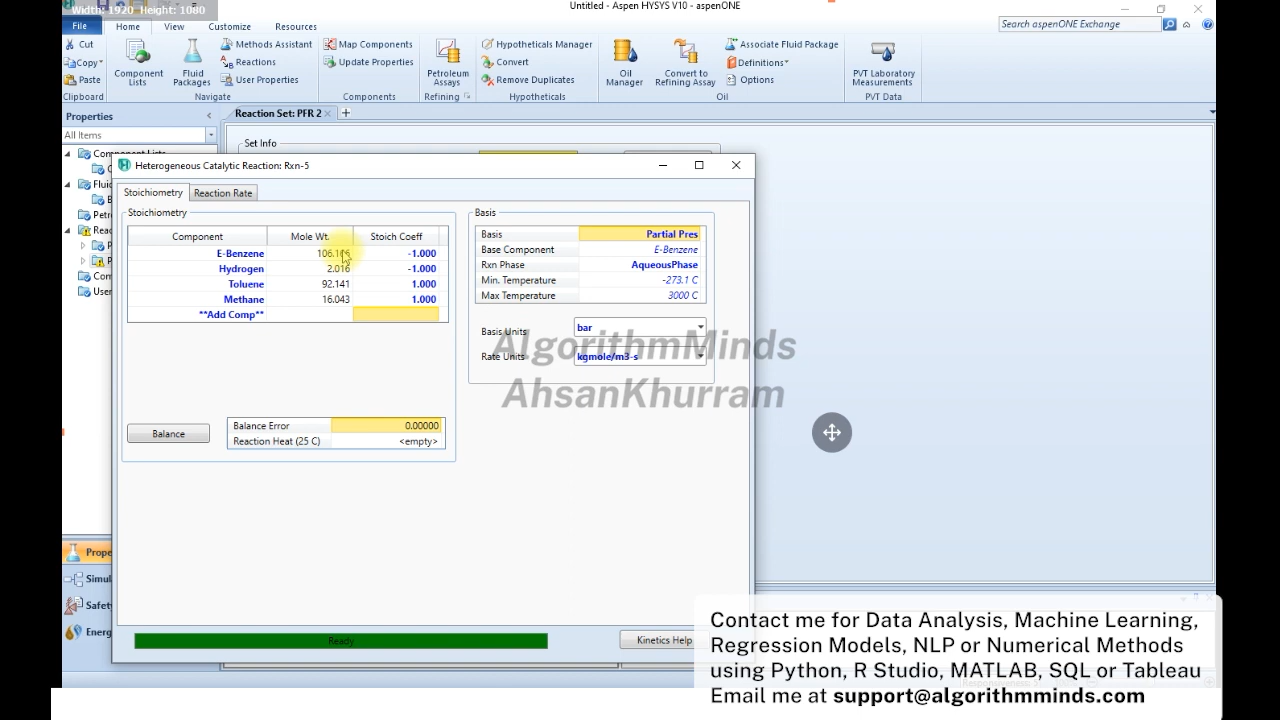 Width: 1920 Height: 1080
Untitled - Aspen HYSYS V10 - aspenONE
File Home View Customize Resources
Search aspenONE Exchange
Cut
Copy
Paste
Clipboard
Component Lists
Fluid Packages
Methods Assistant
Reactions
User Properties
Navigate
Map Components
Update Properties
Components
Petroleum Assays
Refining
Hypotheticals Manager
Convert
Remove Duplicates
Hypotheticals
Oil Manager
Convert to Refining Assay
Associate Fluid Package
Definitions
Options
Oil
PVT Laboratory Measurements
PVT Data
Properties
All Items
Reaction Set: PFR 2
Set Info
Heterogeneous Catalytic Reaction: Rxn-5
Stoichiometry Reaction Rate
Stoichiometry
Component Mole Wt. Stoich Coeff
E-Benzene -1.000
Hydrogen 2.016 -1.000
Toluene 92.141 1.000
Methane 16.043 1.000
**Add Comp**
Balance
Balance Error 0.00000
Reaction Heat (25 C) <empty>
Basis
Basis Partial Pres
Base Component E-Benzene
Rxn Phase AqueousPhase
Min. Temperature -273.1 C
Max Temperature 3000 C
Basis Units bar
Rate Units kgmole/m3-s
AlgorithmMinds
AhsanKhurram
Ready
Kinetics Help
Contact me for Data Analysis, Machine Learning,
Regression Models, NLP or Numerical Methods
using Python, R Studio, MATLAB, SQL or Tableau
Email me at support@algorithmminds.com